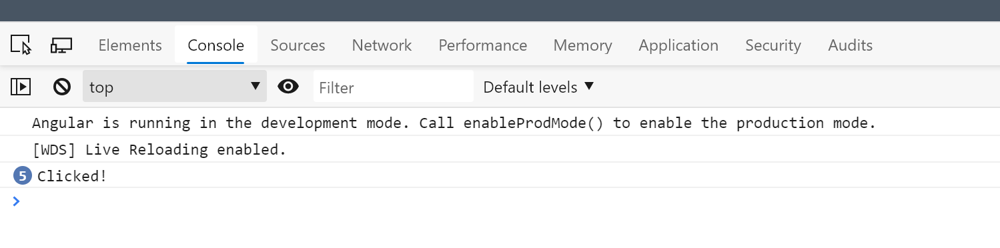 Elements Console Sources Network Performance Memory Application Security Audits
top Filter Default levels
Angular is running in the development mode. Call enableProdMode() to enable the production mode.
[WDS] Live Reloading enabled.
5 Clicked!